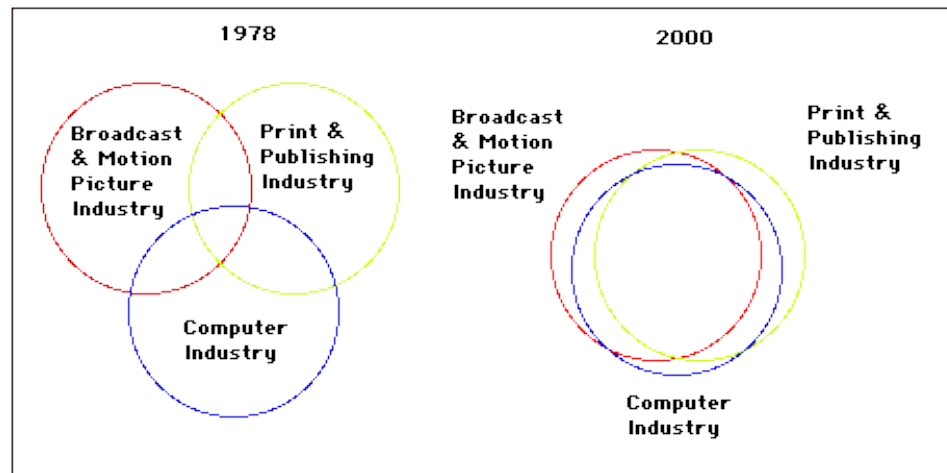 1978
Broadcast
& Motion
Picture
Industry
Print &
Publishing
Industry
Computer
Industry
2000
Broadcast
& Motion
Picture
Industry
Print &
Publishing
Industry
Computer
Industry